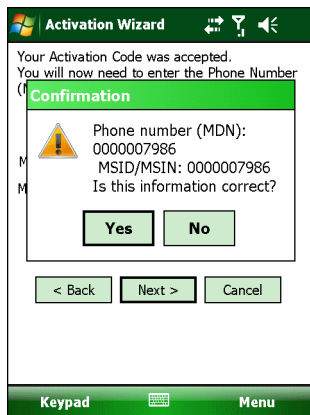 Activation Wizard
Your Activation Code was accepted.
You will now need to enter the Phone Number
(
Confirmation
Phone number (MDN):
0000007986
MSID/MSIN: 0000007986
Is this information correct?
M
M
Yes No
< Back Next > Cancel
Keypad Menu